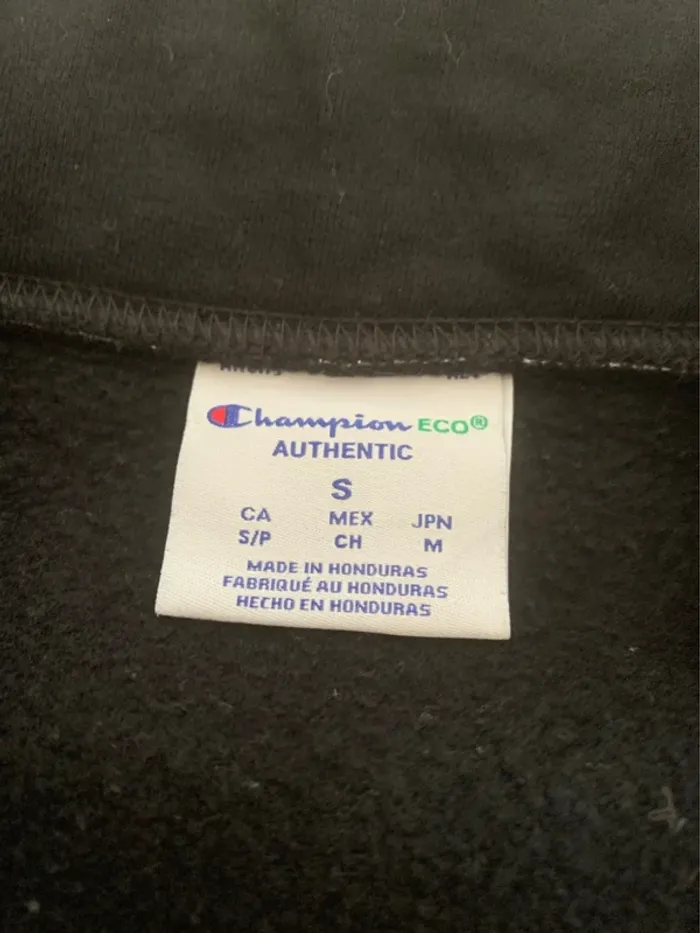 Champion ECO®
AUTHENTIC
S
CA MEX JPN
S/P CH M
MADE IN HONDURAS
FABRIQUÉ AU HONDURAS
HECHO EN HONDURAS